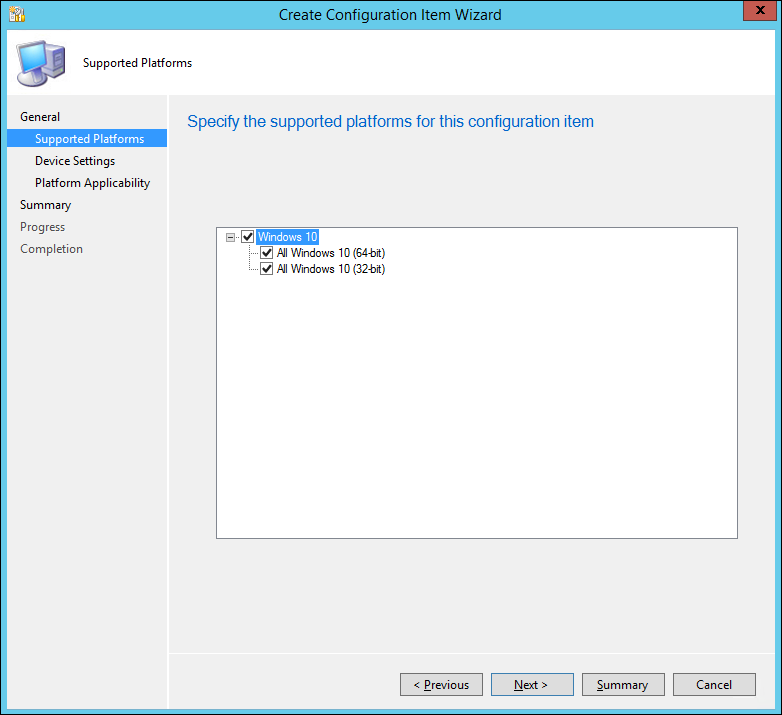 Create Configuration Item Wizard
x
Supported Platforms
General
Supported Platforms
Device Settings
Platform Applicability
Summary
Progress
Completion
Specify the supported platforms for this configuration item
Windows 10
All Windows 10 (64-bit)
All Windows 10 (32-bit)
< Previous
Next >
Summary
Cancel